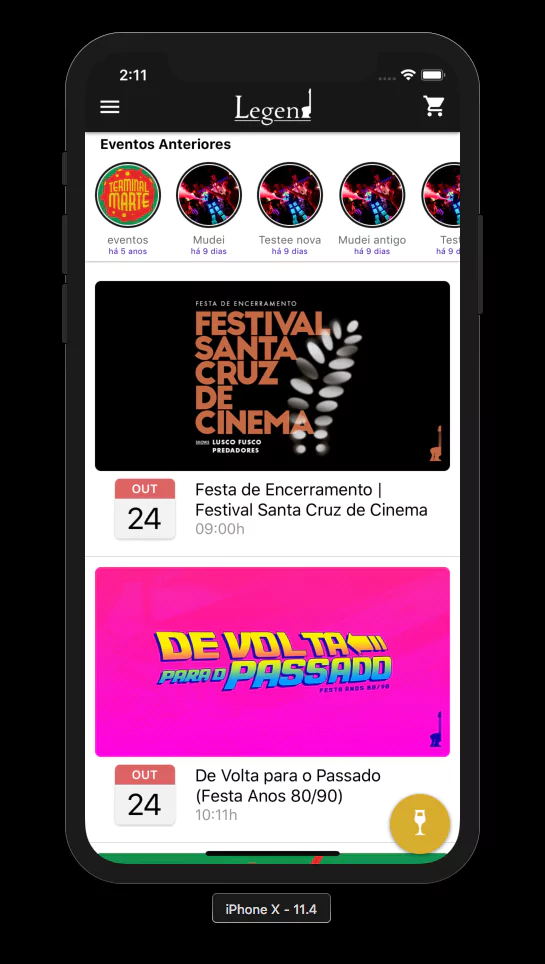 2:11
Legend
Eventos Anteriores
TERMINAL
MARTE
eventos
há 5 anos
Mudei
há 9 dias
Testee nova
há 9 dias
Mudei antigo
há 9 dias
Test
há 9 d
FESTA DE ENCERRAMENTO
FESTIVAL
SANTA
CRUZ
DE
CINEMA
SHOWS LUSCO FUSCO
PREDADORES
OUT
24
Festa de Encerramento |
Festival Santa Cruz de Cinema
09:00h
DE VOLTA
PARA O PASSADO
FESTA ANOS 80/90
OUT
24
De Volta para o Passado
(Festa Anos 80/90)
10:11h
iPhone X - 11.4